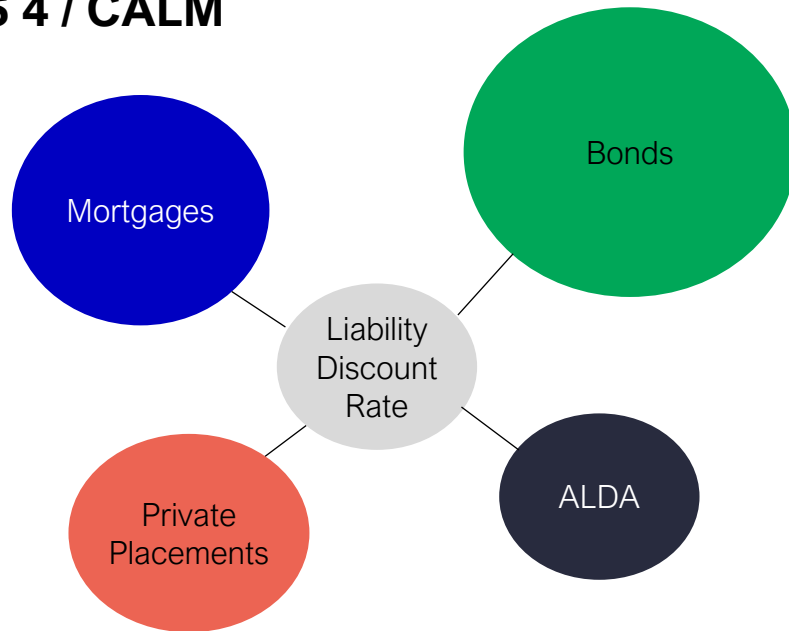 4 / CALM
Bonds
Mortgages
Liability
Discount
Rate
ALDA
Private
Placements